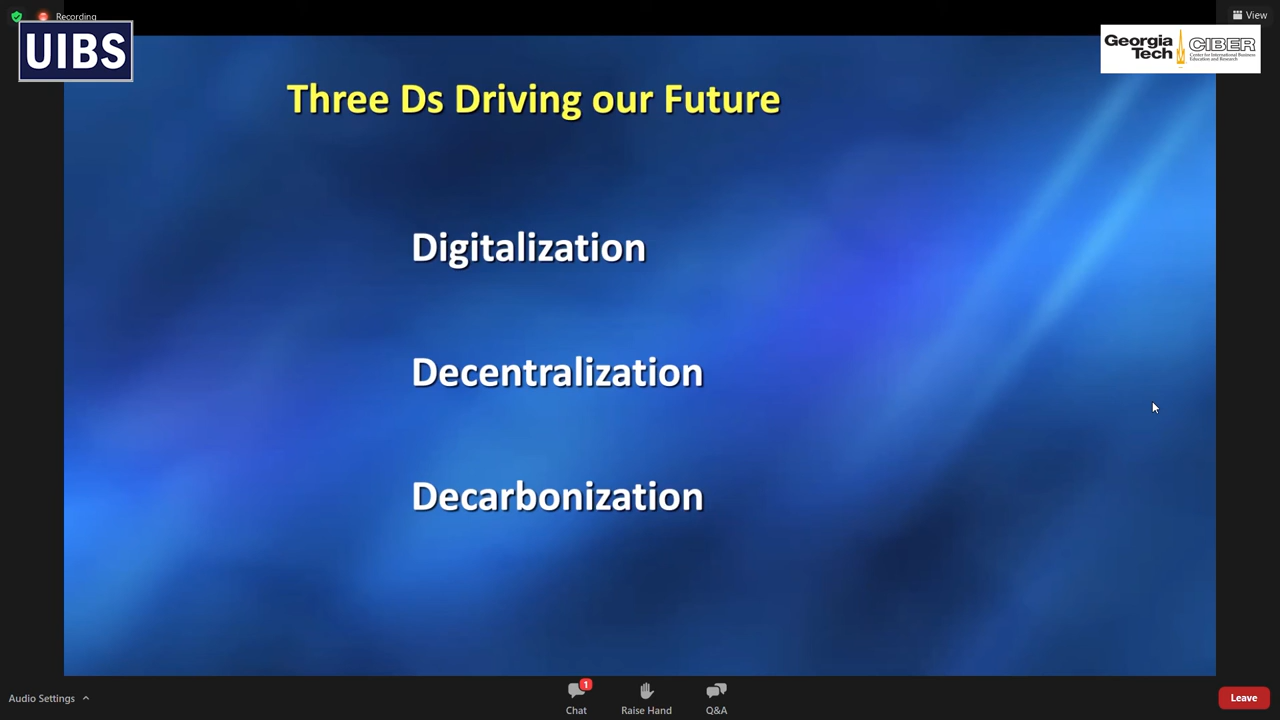 Recording
View
UIBS
Georgia Tech
CIBER
Center for International Business
Education and Research
Three Ds Driving our Future
Digitalization
Decentralization
Decarbonization
Audio Settings
1
Chat
Raise Hand
Q&A
Leave